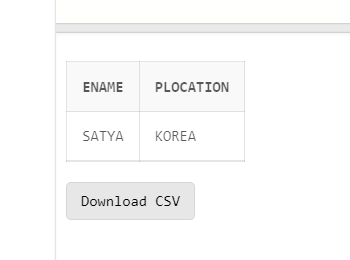 ENAME PLOCATION
SATYA KOREA
Download CSV